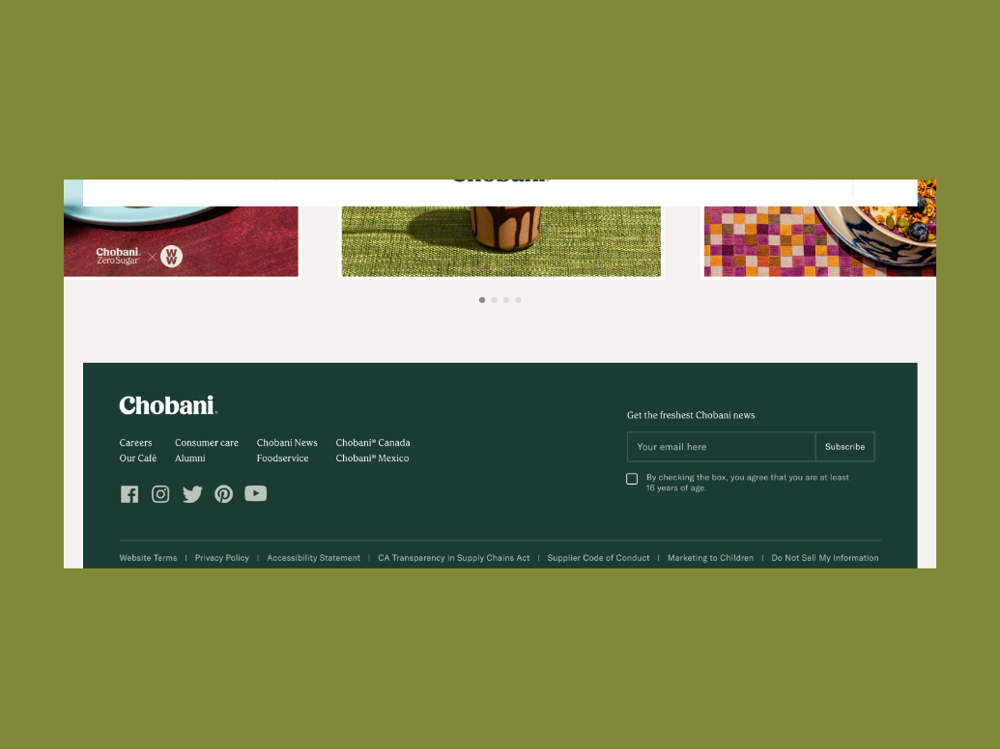 Chobani®
Chobani®
Zero Sugar®
WW
Chobani®
Careers
Our Café
Consumer care
Alumni
Chobani News
Foodservice
Chobani® Canada
Chobani® Mexico
Get the freshest Chobani news
Your email here
Subscribe
By checking the box, you agree that you are at least
16 years of age.
Website Terms | Privacy Policy | Accessibility Statement | CA Transparency in Supply Chains Act | Supplier Code of Conduct | Marketing to Children | Do Not Sell My Information